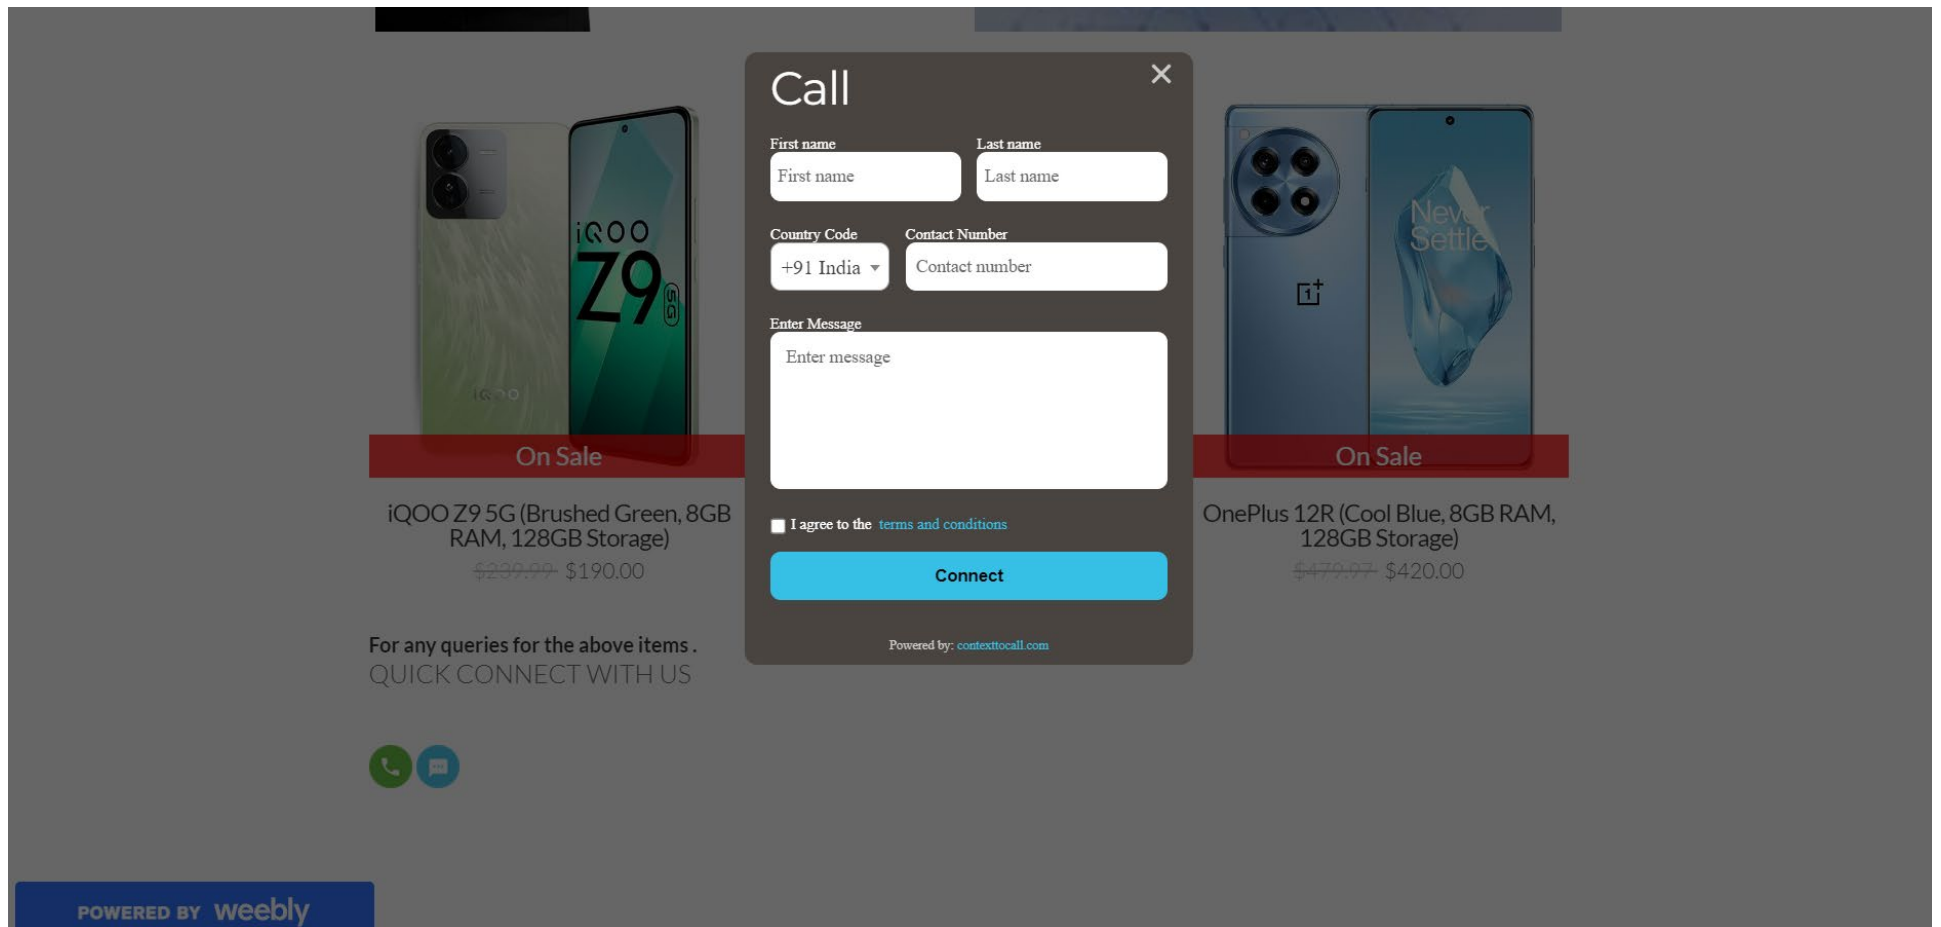 Call
First name
Last name
First name
Last name
Country Code
Contact Number
+91 India
Contact number
Enter Message
Enter message
I agree to the terms and conditions
Connect
Powered by: contexttocall.com
iQOO
Z9
5G
iQOO
On Sale
iQOO Z9 5G (Brushed Green, 8GB
RAM, 128GB Storage)
$239.99 $190.00
Never
Settle
1+
On Sale
OnePlus 12R (Cool Blue, 8GB RAM,
128GB Storage)
$479.97 $420.00
For any queries for the above items .
QUICK CONNECT WITH US
POWERED BY weebly